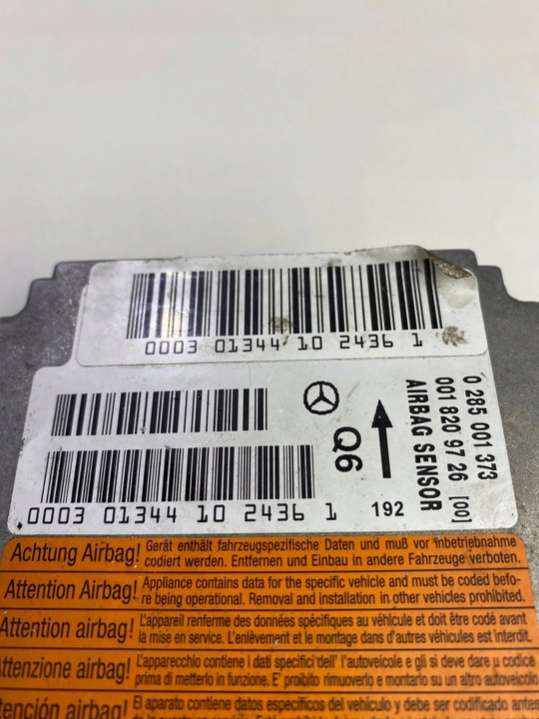 0003 01344 10 2436 1
0 285 001 373
001 820 97 26 [00]
AIRBAG SENSOR
192
Q6
0003 01344 10 2436 1
Achtung Airbag! Gerät enthält fahrzeugspezifische Daten und muß vor Inbetriebnahme
codiert werden. Entfernen und Einbau in andere Fahrzeuge verboten.
Attention Airbag! Appliance contains data for the specific vehicle and must be coded befo-
re being operational. Removal and installation in other vehicles prohibited.
Attention airbag! L'appareil renferme des données spécifiques au véhicule et doit être codé avant
la mise en service. L'enlèvement et le montage dans d'autres véhicules est interdit.
Attenzione airbag! L'apparecchio contiene i dati specifici dell' l'autoveicolo e gli si deve dare u codice
prima di metterlo in funzione. E' proibito rimuoverlo e montarlo su un altro autoveicolo
tención airbag! El aparato contiene datos específicos del vehículo y debe ser codificado antes